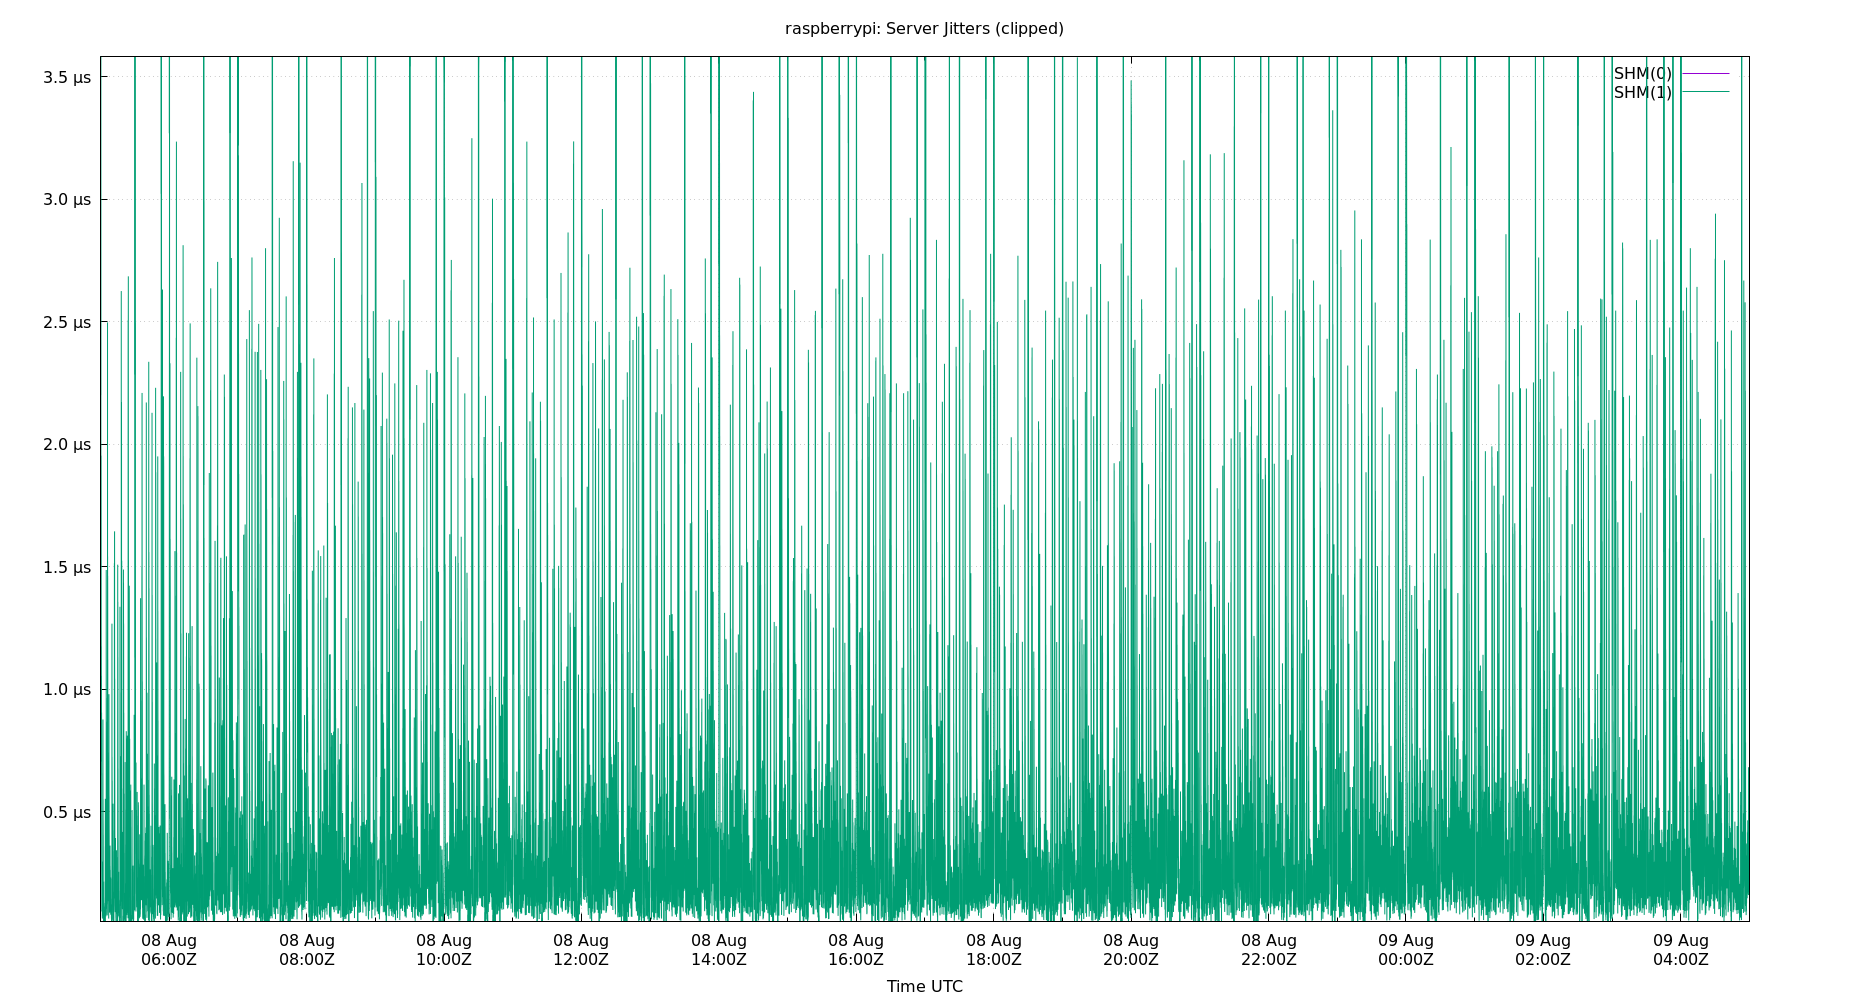 raspberrypi: Server Jitters (clipped)
SHM(0)
SHM(1)
3.5 µs
3.0 µs
2.5 µs
2.0 µs
1.5 µs
1.0 µs
0.5 µs
08 Aug 08 Aug 08 Aug 08 Aug 08 Aug 08 Aug 08 Aug 08 Aug 08 Aug 09 Aug 09 Aug 09 Aug
06:00Z 08:00Z 10:00Z 12:00Z 14:00Z 16:00Z 18:00Z 20:00Z 22:00Z 00:00Z 02:00Z 04:00Z
Time UTC